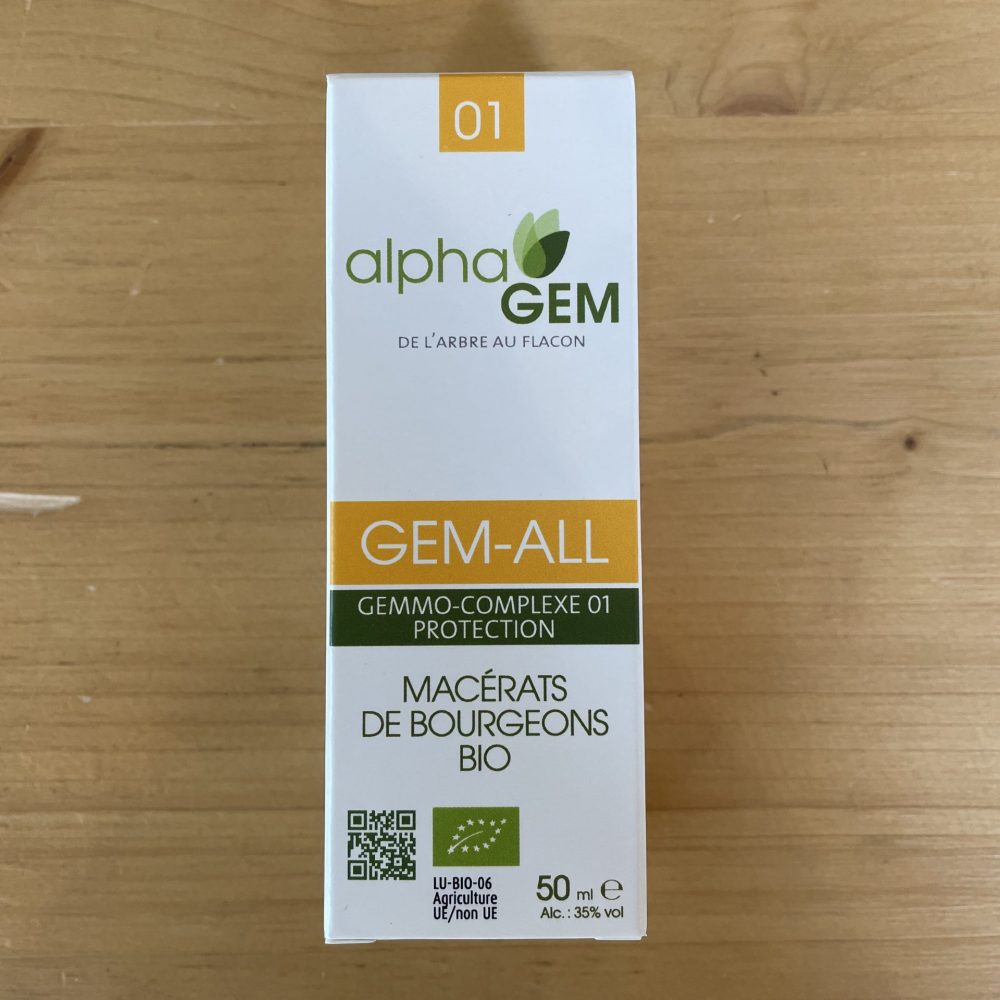 01
alpha
GEM
DE L'ARBRE AU FLACON
GEM-ALL
GEMMO-COMPLEXE 01
PROTECTION
MACÉRATS
DE BOURGEONS
BIO
LU-BIO-06
Agriculture
UE/non UE
50 ml ℮
Alc.: 35% vol